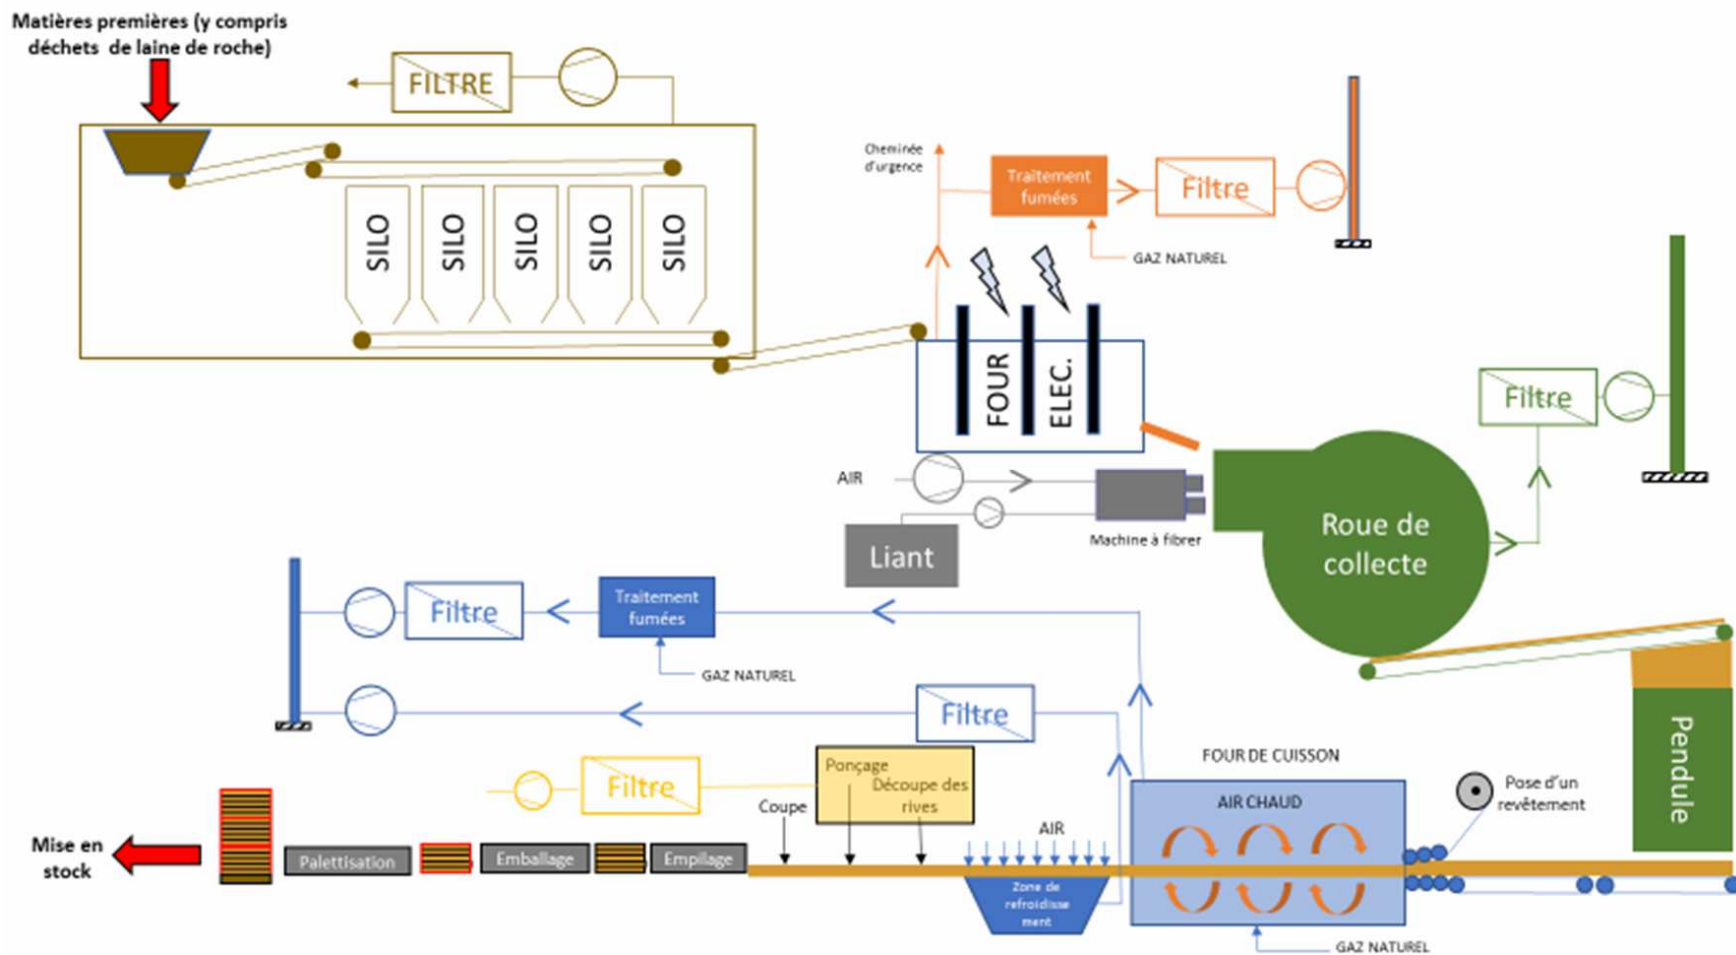 Matières premières (y compris
déchets de laine de roche)
FILTRE
SILO
SILO
SILO
SILO
SILO
Cheminée
d'urgence
Traitement
fumées
Filtre
GAZ NATUREL
FOUR
ELEC.
Filtre
AIR
Machine à fibrer
Liant
Roue de
collecte
Traitement
fumées
Filtre
GAZ NATUREL
Filtre
Pendule
FOUR DE CUISSON
AIR CHAUD
Pose d'un
revêtement
Ponçage
Découpe des
rives
Filtre
Coupe
AIR
Mise en
stock
Palettisation
Emballage
Empilage
Zone de
refroidisse
ment
GAZ NATUREL